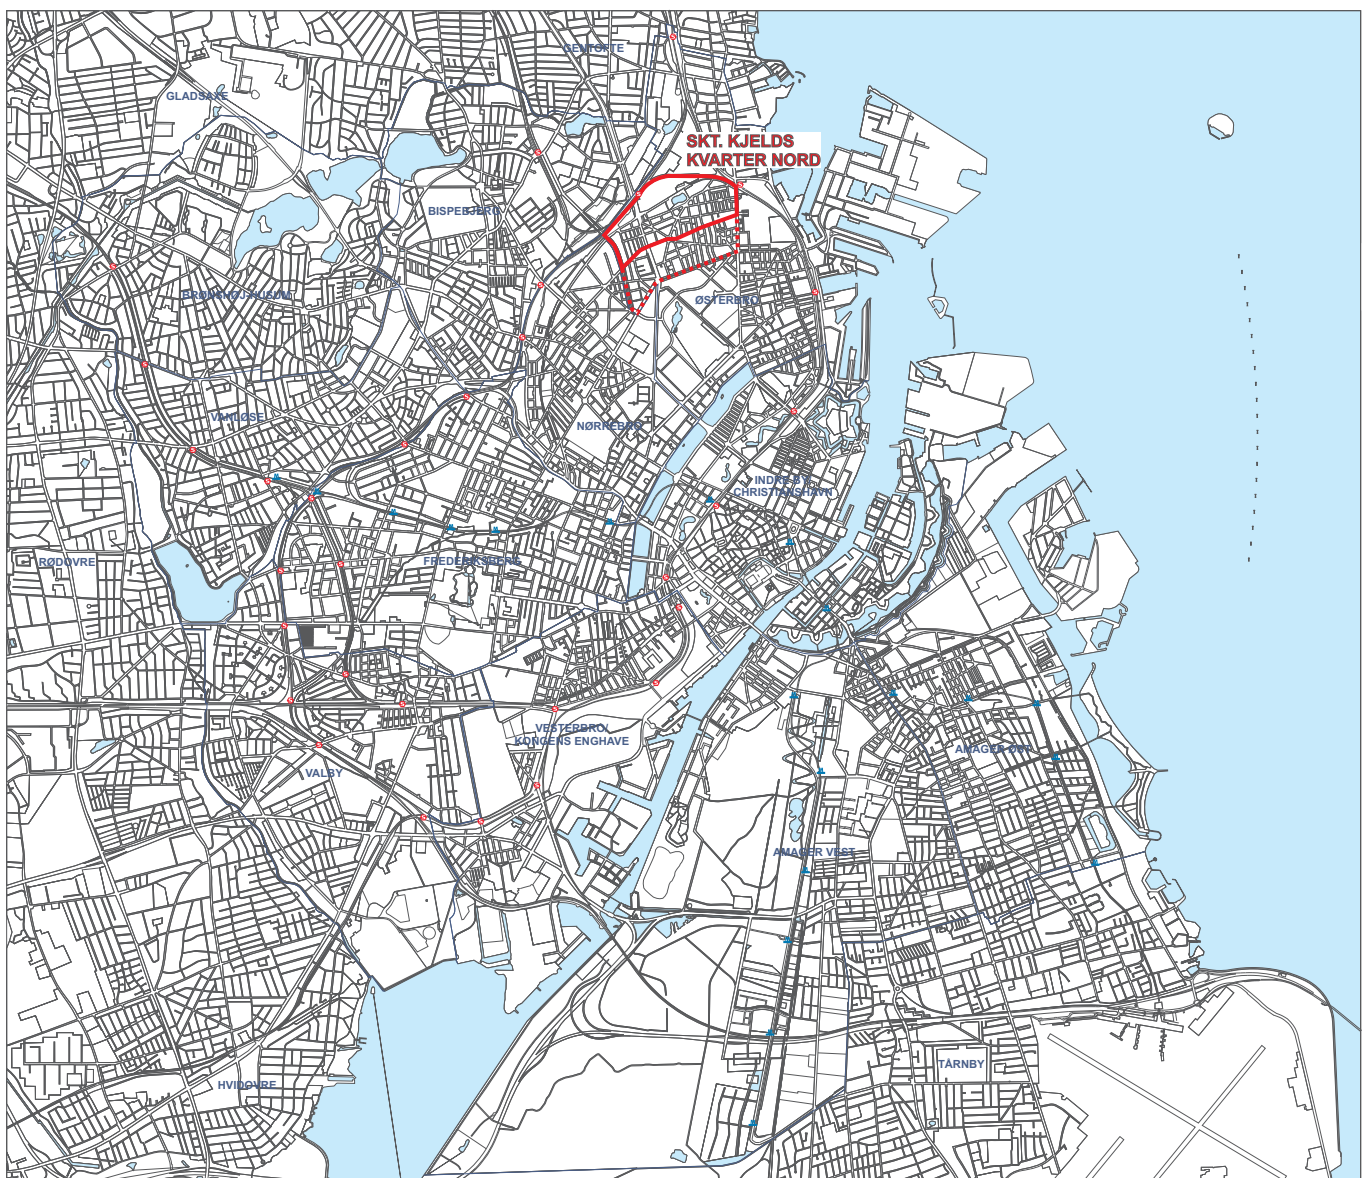 GENTOFTE
GLADSAXE
SKT. KJELDS
KVARTER NORD
BISPEBJERG
BRØNSHØJ-HUSUM
ØSTERBRO
VANLØSE
NØRREBRO
INDRE BY/
CHRISTIANSHAVN
RØDOVRE
FREDERIKSBERG
VESTERBRO/
KONGENS ENGHAVE
AMAGER ØST
VALBY
AMAGER VEST
TÅRNBY
HVIDOVRE